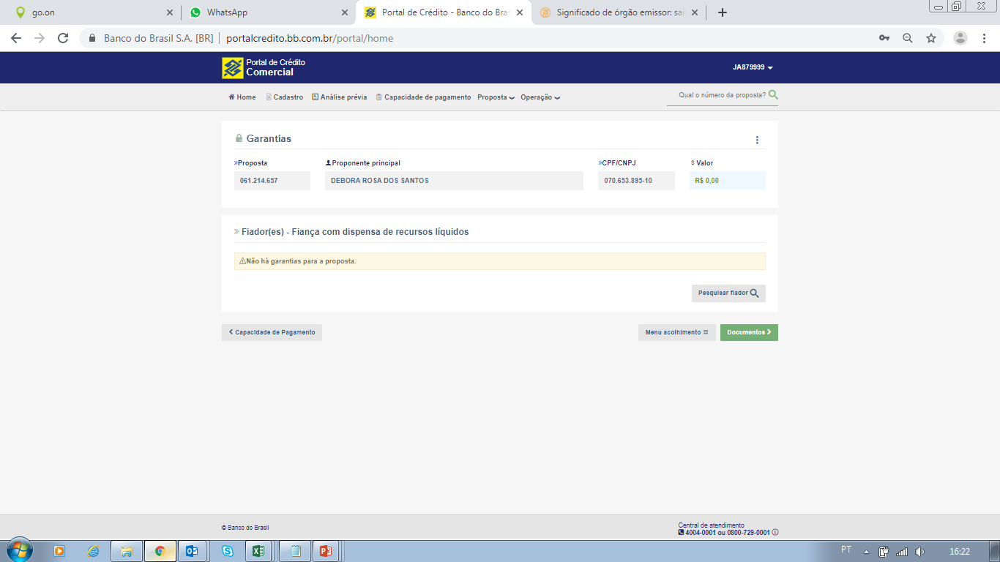 go.on
WhatsApp
Portal de Crédito - Banco do Bras
Significado de órgão emissor: sai
Banco do Brasil S.A. [BR] | portalcredito.bb.com.br/portal/home
Portal de Crédito
Comercial
JA879999
Home Cadastro Análise prévia Capacidade de pagamento Proposta Operação Qual o número da proposta?
Garantias
»Proposta Proponente principal »CPF/CNPJ $ Valor
061.214.657 DEBORA ROSA DOS SANTOS 070.653.895-10 R$ 0,00
» Fiador(es) - Fiança com dispensa de recursos líquidos
Não há garantias para a proposta.
Pesquisar fiador
Capacidade de Pagamento Menu acolhimento Documentos
© Banco do Brasil
Central de atendimento
4004-0001 ou 0800-729-0001
PT 16:22